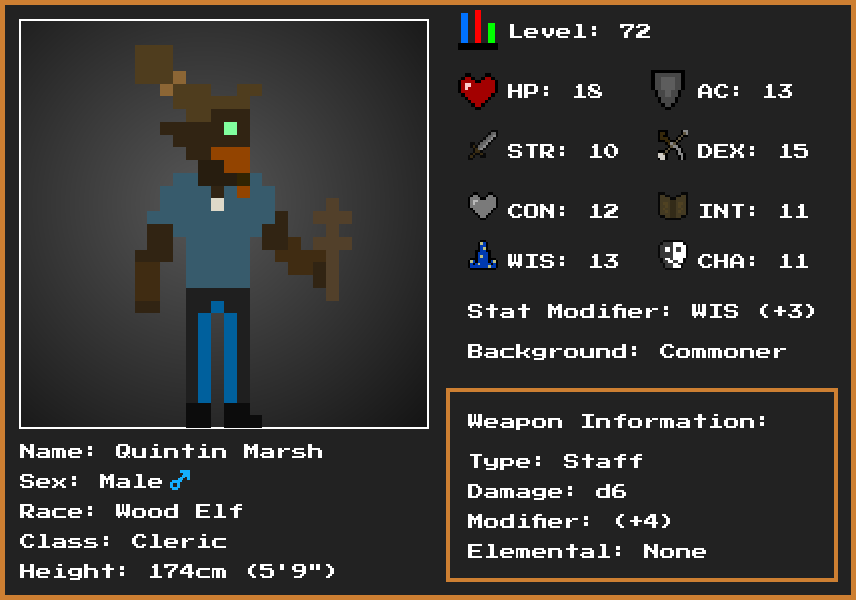 Level: 72
HP: 18 AC: 13
STR: 10 DEX: 15
CON: 12 INT: 11
WIS: 13 CHA: 11
Stat Modifier: WIS (+3)
Background: Commoner
Weapon Information:
Type: Staff
Damage: d6
Modifier: (+4)
Elemental: None
Name: Quintin Marsh
Sex: Male♂
Race: Wood Elf
Class: Cleric
Height: 174cm (5'9")